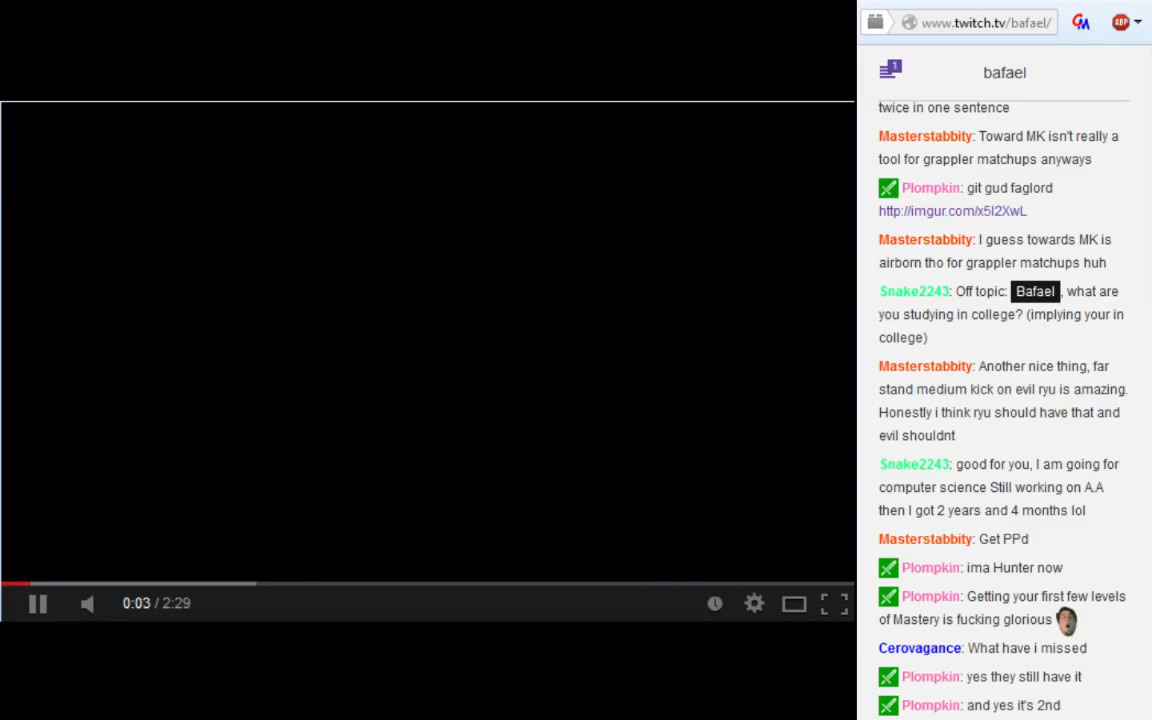 www.twitch.tv/bafael/
GM
ABP
1
bafael
twice in one sentence
Masterstabbity: Toward MK isn't really a
tool for grappler matchups anyways
Plompkin: git gud faglord
http://imgur.com/x5I2XwL
Masterstabbity: I guess towards MK is
airborn tho for grappler matchups huh
Snake2243: Off topic: Bafael, what are
you studying in college? (implying your in
college)
Masterstabbity: Another nice thing, far
stand medium kick on evil ryu is amazing.
Honestly i think ryu should have that and
evil shouldnt
Snake2243: good for you, I am going for
computer science Still working on A.A
then I got 2 years and 4 months lol
Masterstabbity: Get PPd
Plompkin: ima Hunter now
Plompkin: Getting your first few levels
of Mastery is fucking glorious
Cerovagance: What have i missed
Plompkin: yes they still have it
Plompkin: and yes it's 2nd
0:03 / 2:29